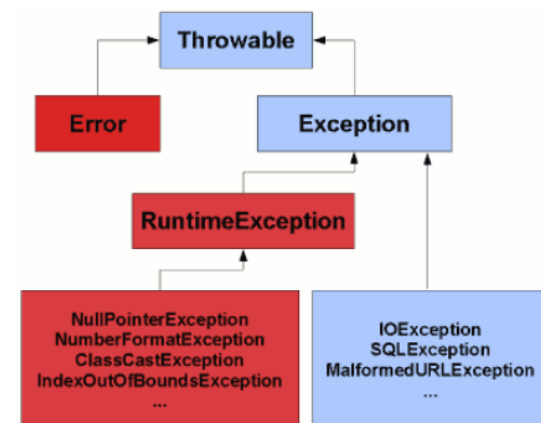 Throwable
Error
Exception
RuntimeException
NullPointerException
NumberFormatException
ClassCastException
IndexOutOfBoundsException
...
IOException
SQLException
MalformedURLException
...